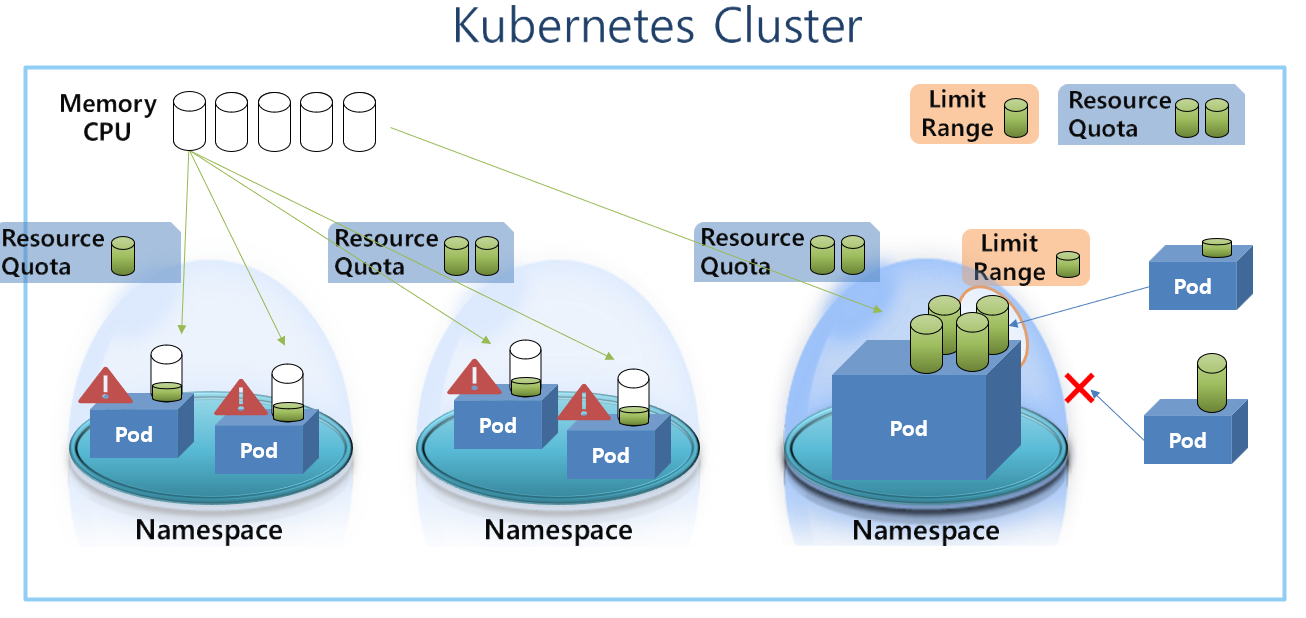 Kubernetes Cluster
Memory
CPU
Limit
Range
Resource
Quota
Resource
Quota
Resource
Quota
Resource
Quota
Limit
Range
Pod
Pod
Pod
Pod
Pod
Pod
Pod
Namespace
Namespace
Namespace